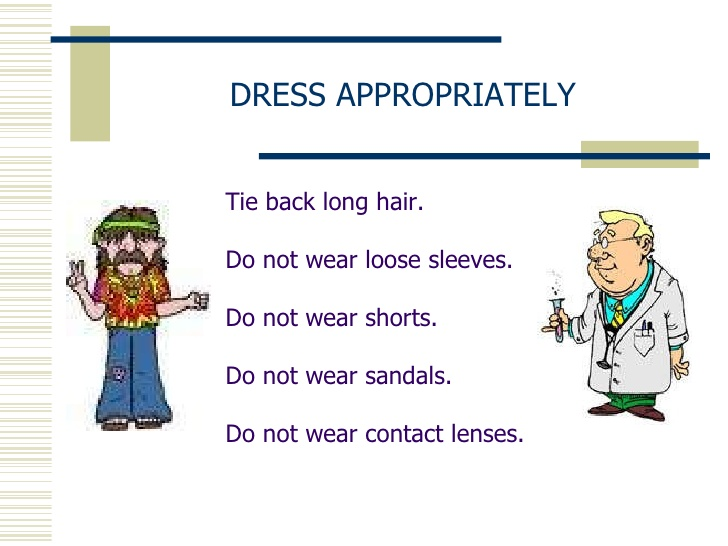 DRESS APPROPRIATELY
Tie back long hair.
Do not wear loose sleeves.
Do not wear shorts.
Do not wear sandals.
Do not wear contact lenses.